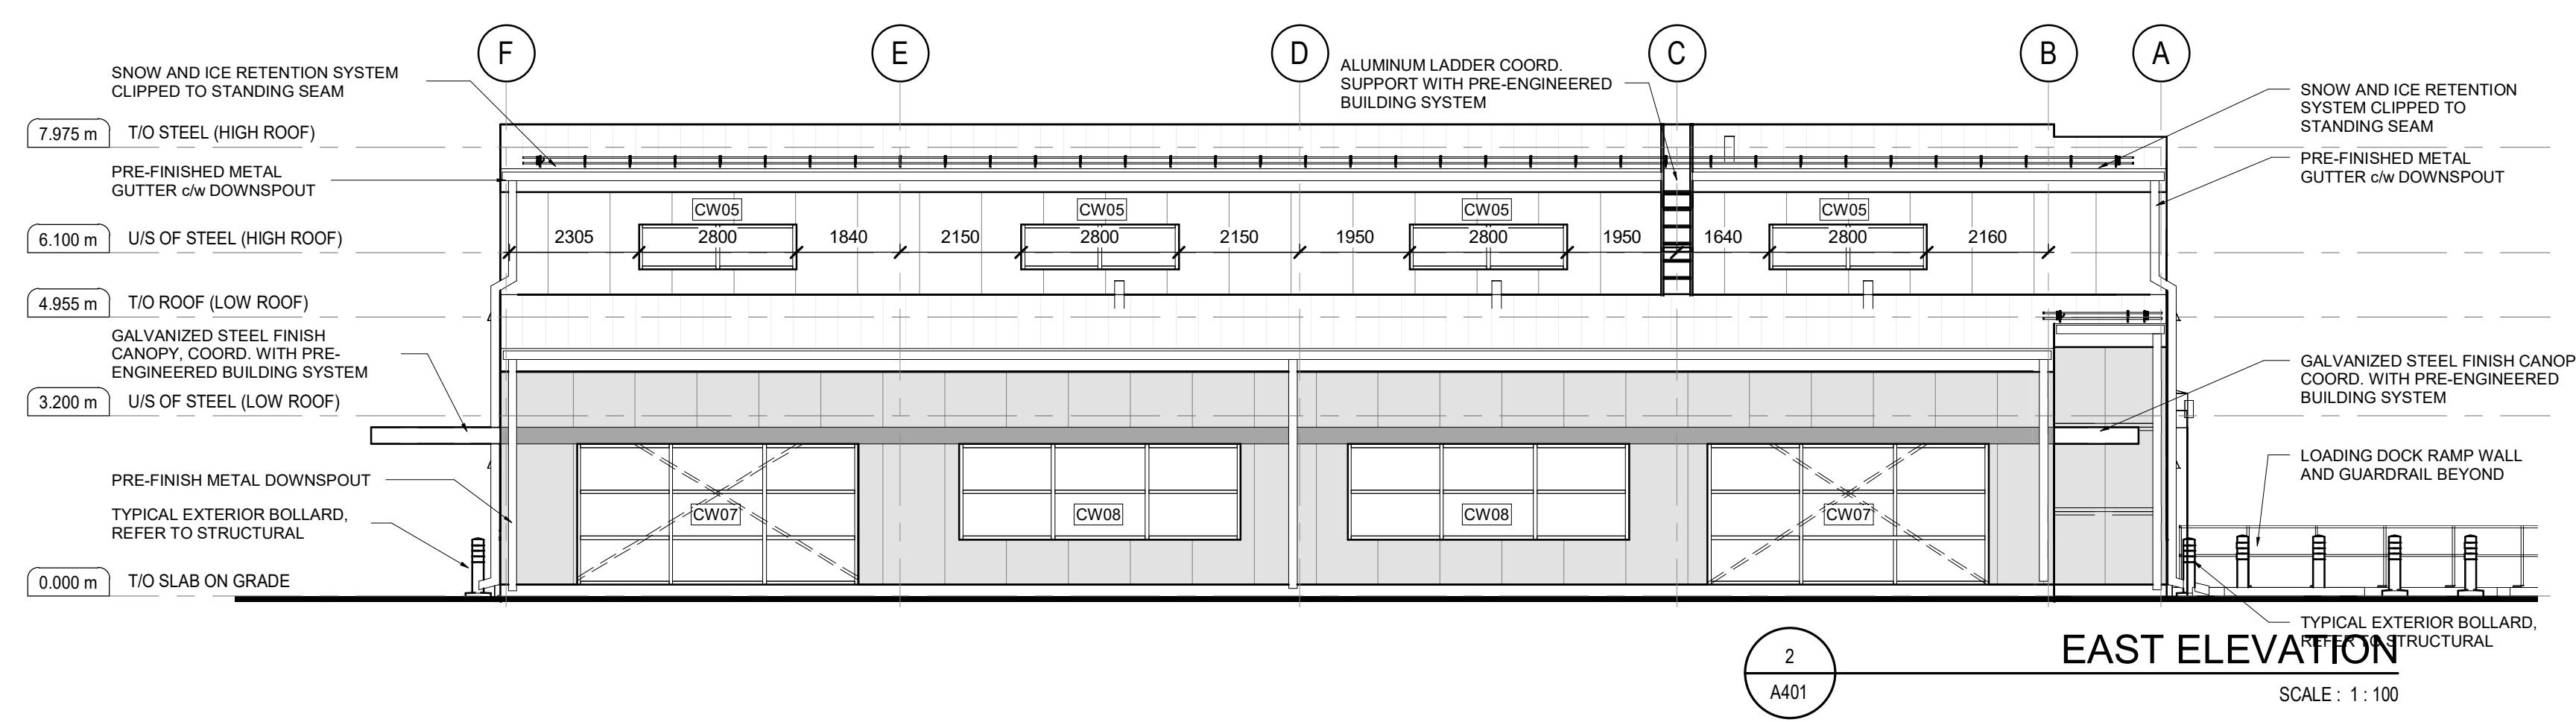 F E D C B A
SNOW AND ICE RETENTION SYSTEM
CLIPPED TO STANDING SEAM
ALUMINUM LADDER COORD.
SUPPORT WITH PRE-ENGINEERED
BUILDING SYSTEM
SNOW AND ICE RETENTION
SYSTEM CLIPPED TO
STANDING SEAM
7.975 m T/O STEEL (HIGH ROOF)
PRE-FINISHED METAL
GUTTER c/w DOWNSPOUT
PRE-FINISHED METAL
GUTTER c/w DOWNSPOUT
CW05 CW05 CW05 CW05
6.100 m U/S OF STEEL (HIGH ROOF)
2305 2800 1840 2150 2800 2150 1950 2800 1950 1640 2800 2160
4.955 m T/O ROOF (LOW ROOF)
GALVANIZED STEEL FINISH
CANOPY, COORD. WITH PRE-
ENGINEERED BUILDING SYSTEM
GALVANIZED STEEL FINISH CANOP
COORD. WITH PRE-ENGINEERED
BUILDING SYSTEM
3.200 m U/S OF STEEL (LOW ROOF)
PRE-FINISH METAL DOWNSPOUT
LOADING DOCK RAMP WALL
AND GUARDRAIL BEYOND
TYPICAL EXTERIOR BOLLARD,
REFER TO STRUCTURAL
CW07 CW08 CW08 CW07
0.000 m T/O SLAB ON GRADE
TYPICAL EXTERIOR BOLLARD,
REFER TO STRUCTURAL
2
A401
EAST ELEVATION
SCALE : 1 : 100